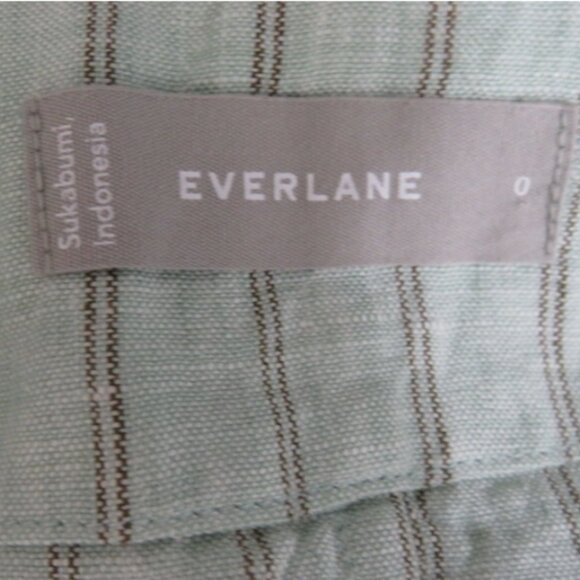 Sukabumi,
Indonesia
EVERLANE
0